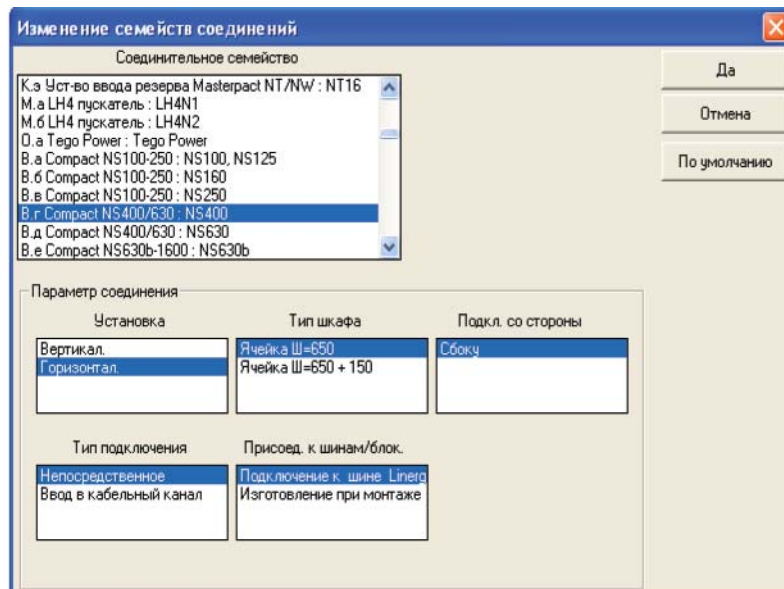 Изменение семейств соединений
Соединительное семейство
К.э Уст-во ввода резерва Masterpact NT/NW : NT16
М.а LH4 пускатель : LH4N1
М.б LH4 пускатель : LH4N2
О.а Tego Power : Tego Power
В.а Compact NS100-250 : NS100, NS125
В.б Compact NS100-250 : NS160
В.в Compact NS100-250 : NS250
В.г Compact NS400/630 : NS400
В.д Compact NS400/630 : NS630
В.е Compact NS630b-1600 : NS630b
Да
Отмена
По умолчанию
Параметр соединения
Установка
Вертикал.
Горизонтал.
Тип шкафа
Ячейка Ш=650
Ячейка Ш=650 + 150
Подкл. со стороны
Сбоку
Тип подключения
Непосредственное
Ввод в кабельный канал
Присоед. к шинам/блок.
Подключение к шине Linerg
Изготовление при монтаже